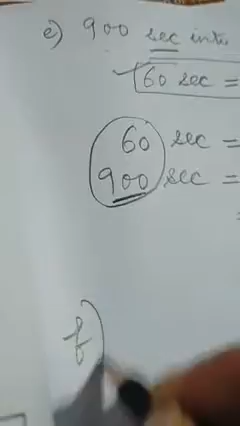 e) 900 sec into
60 sec =
60 sec =
900 sec =
=
f)